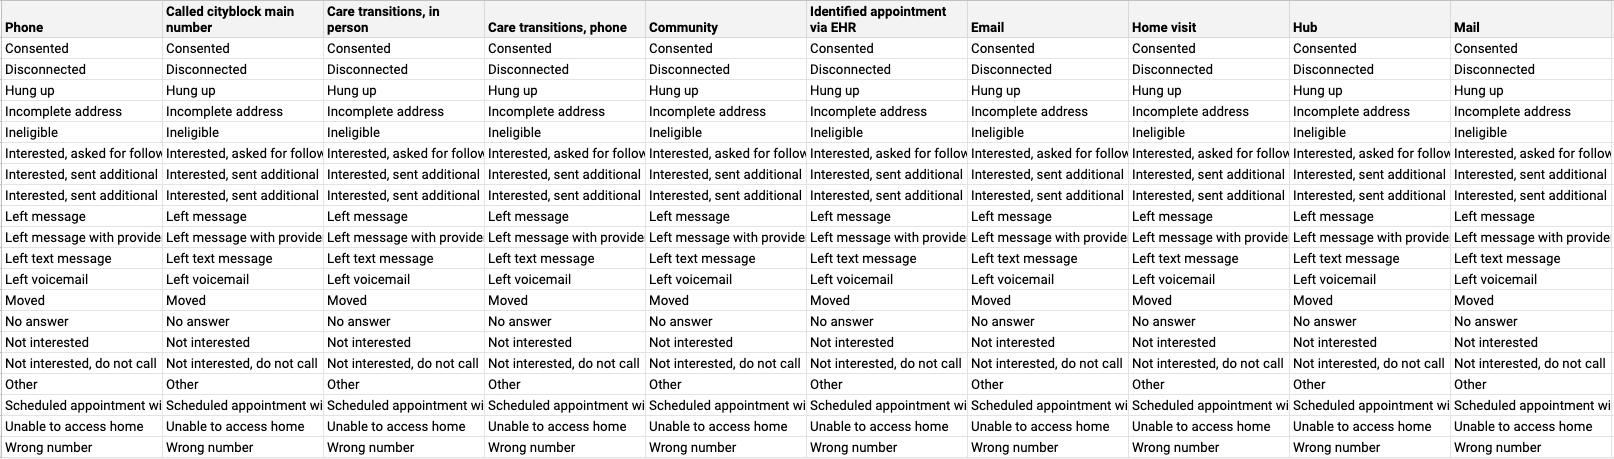 Called cityblock main Care transitions, in Identified appointment
Phone number person Care transitions, phone Community via EHR Email Home visit Hub Mail
Consented Consented Consented Consented Consented Consented Consented Consented Consented Consented
Disconnected Disconnected Disconnected Disconnected Disconnected Disconnected Disconnected Disconnected Disconnected Disconnected
Hung up Hung up Hung up Hung up Hung up Hung up Hung up Hung up Hung up Hung up
Incomplete address Incomplete address Incomplete address Incomplete address Incomplete address Incomplete address Incomplete address Incomplete address Incomplete address Incomplete address
Ineligible Ineligible Ineligible Ineligible Ineligible Ineligible Ineligible Ineligible Ineligible Ineligible
Interested, asked for follow Interested, asked for follow Interested, asked for follow Interested, asked for follow Interested, asked for follow Interested, asked for follow Interested, asked for follow Interested, asked for follow Interested, asked for follow Interested, asked for follow
Interested, sent additional Interested, sent additional Interested, sent additional Interested, sent additional Interested, sent additional Interested, sent additional Interested, sent additional Interested, sent additional Interested, sent additional Interested, sent additional
Interested, sent additional Interested, sent additional Interested, sent additional Interested, sent additional Interested, sent additional Interested, sent additional Interested, sent additional Interested, sent additional Interested, sent additional Interested, sent additional
Left message Left message Left message Left message Left message Left message Left message Left message Left message Left message
Left message with provide Left message with provide Left message with provide Left message with provide Left message with provide Left message with provide Left message with provide Left message with provide Left message with provide Left message with provide
Left text message Left text message Left text message Left text message Left text message Left text message Left text message Left text message Left text message Left text message
Left voicemail Left voicemail Left voicemail Left voicemail Left voicemail Left voicemail Left voicemail Left voicemail Left voicemail Left voicemail
Moved Moved Moved Moved Moved Moved Moved Moved Moved Moved
No answer No answer No answer No answer No answer No answer No answer No answer No answer No answer
Not interested Not interested Not interested Not interested Not interested Not interested Not interested Not interested Not interested Not interested
Not interested, do not call Not interested, do not call Not interested, do not call Not interested, do not call Not interested, do not call Not interested, do not call Not interested, do not call Not interested, do not call Not interested, do not call Not interested, do not call
Other Other Other Other Other Other Other Other Other Other
Scheduled appointment wi Scheduled appointment wi Scheduled appointment wi Scheduled appointment wi Scheduled appointment wi Scheduled appointment wi Scheduled appointment wi Scheduled appointment wi Scheduled appointment wi Scheduled appointment wi
Unable to access home Unable to access home Unable to access home Unable to access home Unable to access home Unable to access home Unable to access home Unable to access home Unable to access home Unable to access home
Wrong number Wrong number Wrong number Wrong number Wrong number Wrong number Wrong number Wrong number Wrong number Wrong number